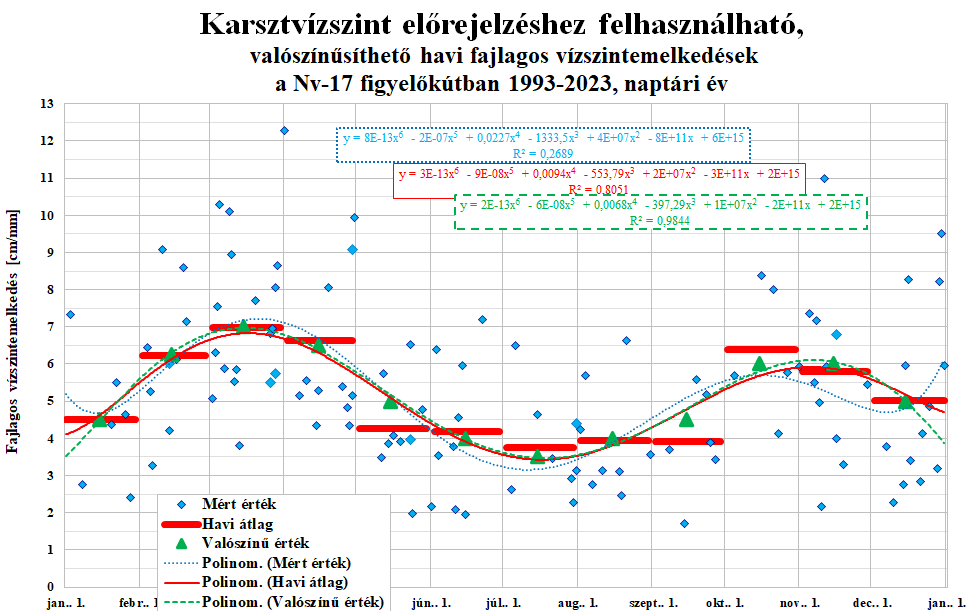 Karsztvízszint előrejelzéshez felhasználható,
valószínűsíthető havi fajlagos vízszintemelkedések
a Nv-17 figyelőkútban 1993-2023, naptári év
Fajlagos vízszintemelkedés [cm/mm]
13
12
11
10
9
8
7
6
5
4
3
2
1
0
y = 8E-13x⁶ - 2E-07x⁵ + 0,0227x⁴ - 1333,5x³ + 4E+07x² - 8E+11x + 6E+15
R² = 0,2689
y = 3E-13x⁶ - 9E-08x⁵ + 0,0094x⁴ - 553,79x³ + 2E+07x² - 3E+11x + 2E+15
R² = 0,8051
y = 2E-13x⁶ - 6E-08x⁵ + 0,0068x⁴ - 397,29x³ + 1E+07x² - 2E+11x + 2E+15
R² = 0,9844
Mért érték
Havi átlag
Valószínű érték
Polinom. (Mért érték)
Polinom. (Havi átlag)
Polinom. (Valószínű érték)
jan.. 1. febr.. 1. jún.. 1. júl.. 1. aug.. 1. szept.. 1. okt.. 1. nov.. 1. dec.. 1. jan.. 1.